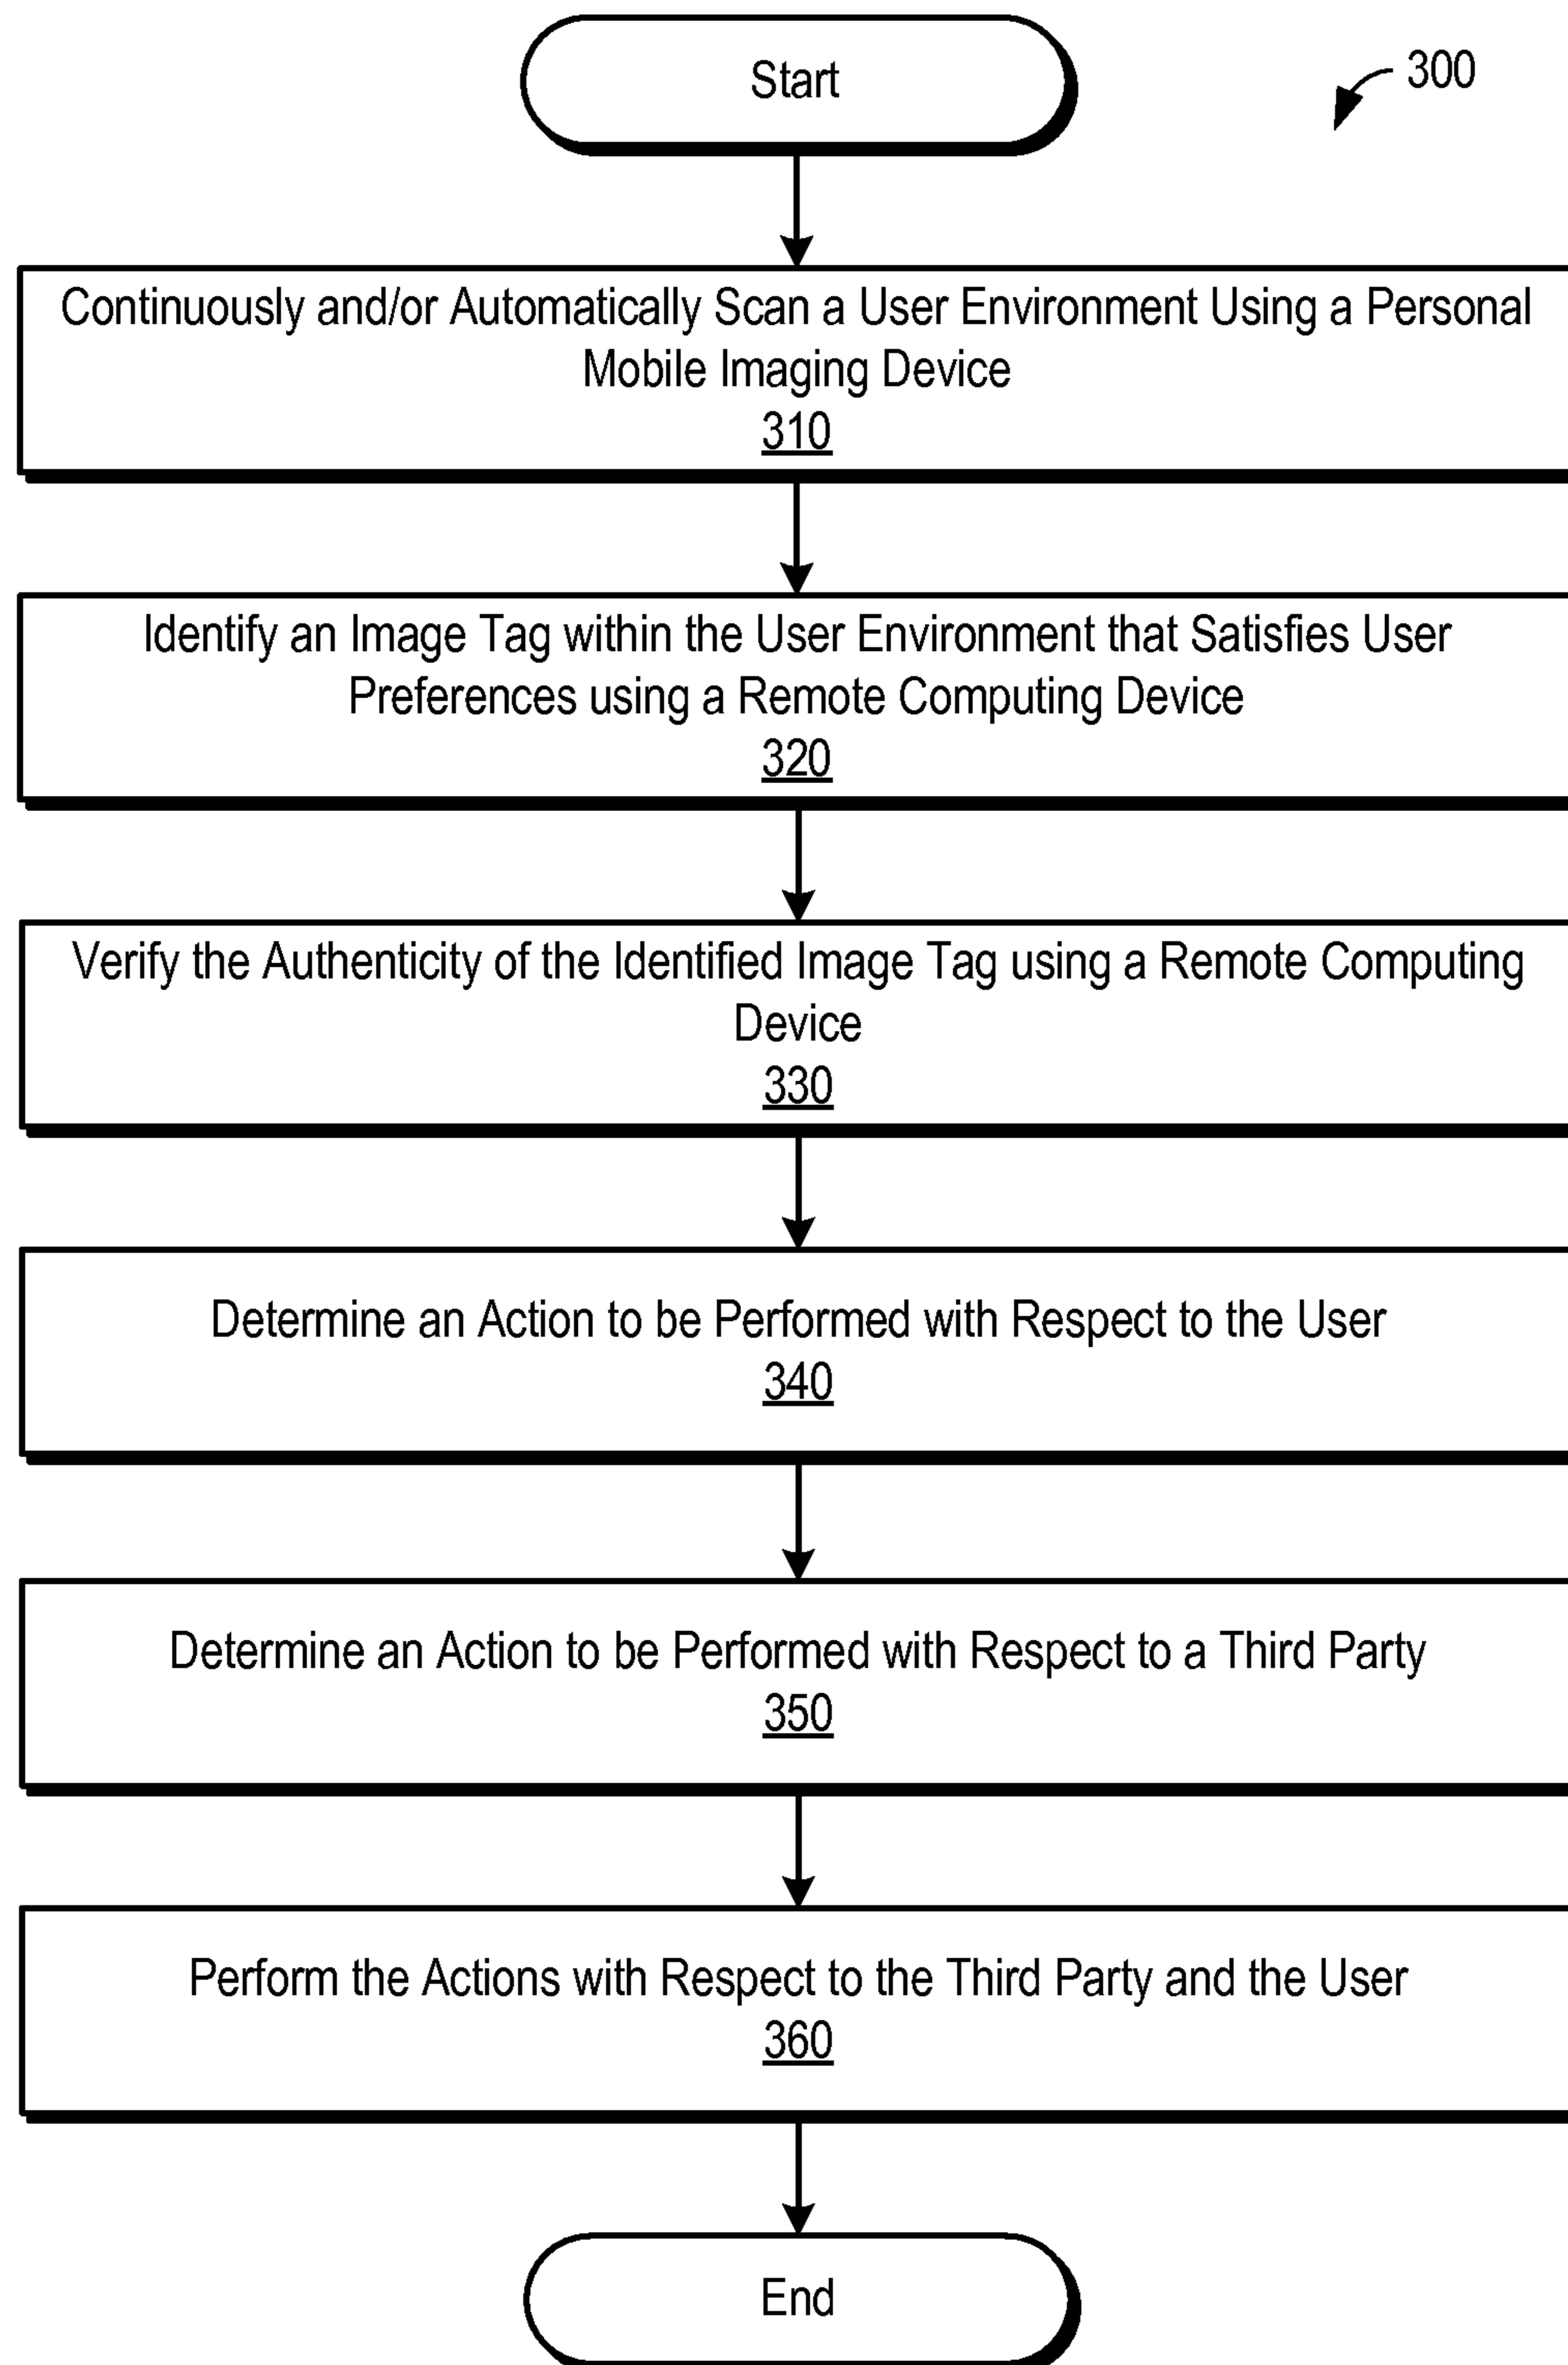 Start
300
Continuously and/or Automatically Scan a User Environment Using a Personal
Mobile Imaging Device
310
Identify an Image Tag within the User Environment that Satisfies User
Preferences using a Remote Computing Device
320
Verify the Authenticity of the Identified Image Tag using a Remote Computing
Device
330
Determine an Action to be Performed with Respect to the User
340
Determine an Action to be Performed with Respect to a Third Party
350
Perform the Actions with Respect to the Third Party and the User
360
End